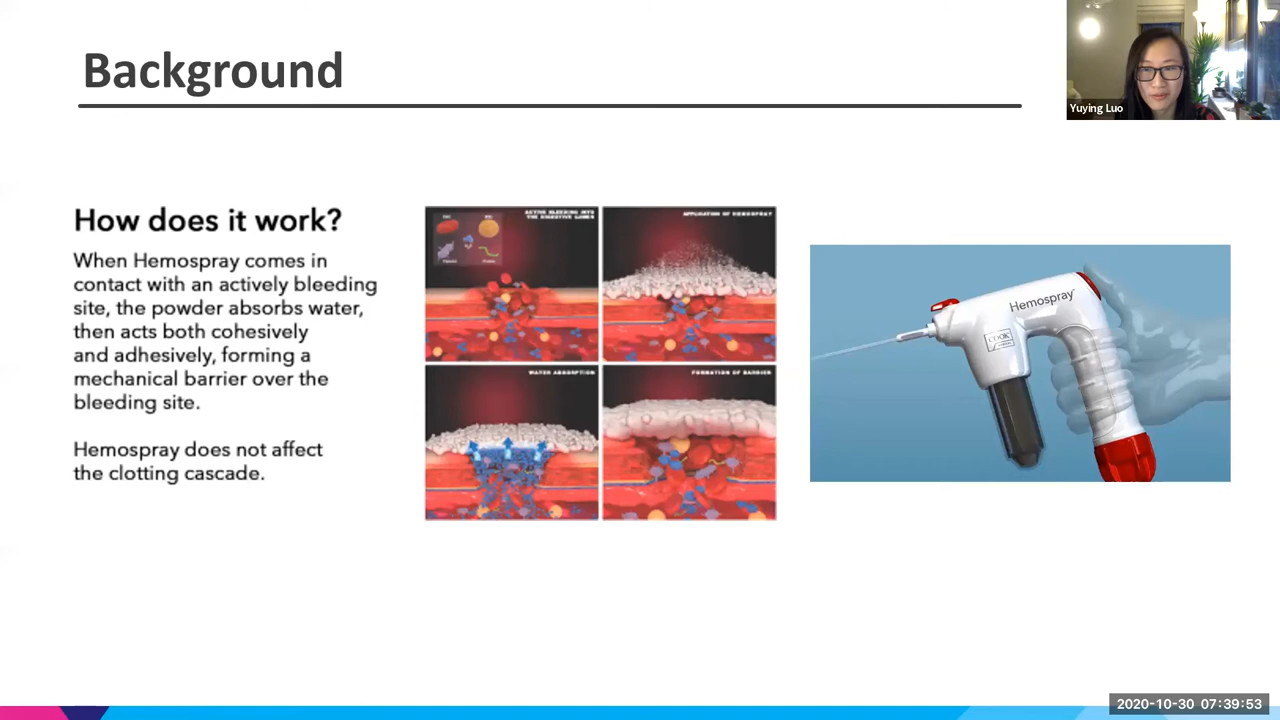 Background
Yuying Luo
How does it work?
When Hemospray comes in
contact with an actively bleeding
site, the powder absorbs water,
then acts both cohesively
and adhesively, forming a
mechanical barrier over the
bleeding site.
Hemospray does not affect
the clotting cascade.
ACTIVE BLEEDING INTO
THE DIGESTIVE LUMEN
APPLICATION OF HEMOSPRAY
WATER ABSORPTION
FORMATION OF BARRIER
Hemospray
COOK
2020-10-30 07:39:53